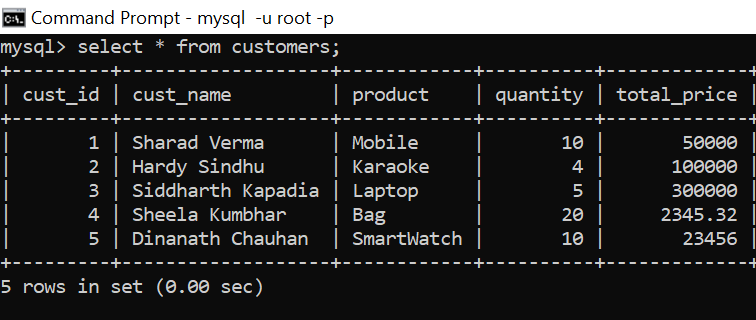 Command Prompt - mysql  -u root -p
mysql> select * from customers;
+---------+-------------------+------------+----------+-------------+
| cust_id | cust_name         | product    | quantity | total_price |
+---------+-------------------+------------+----------+-------------+
|       1 | Sharad Verma      | Mobile     |       10 |       50000 |
|       2 | Hardy Sindhu      | Karaoke    |        4 |      100000 |
|       3 | Siddharth Kapadia | Laptop     |        5 |      300000 |
|       4 | Sheela Kumbhar    | Bag        |       20 |     2345.32 |
|       5 | Dinanath Chauhan  | SmartWatch |       10 |       23456 |
+---------+-------------------+------------+----------+-------------+
5 rows in set (0.00 sec)